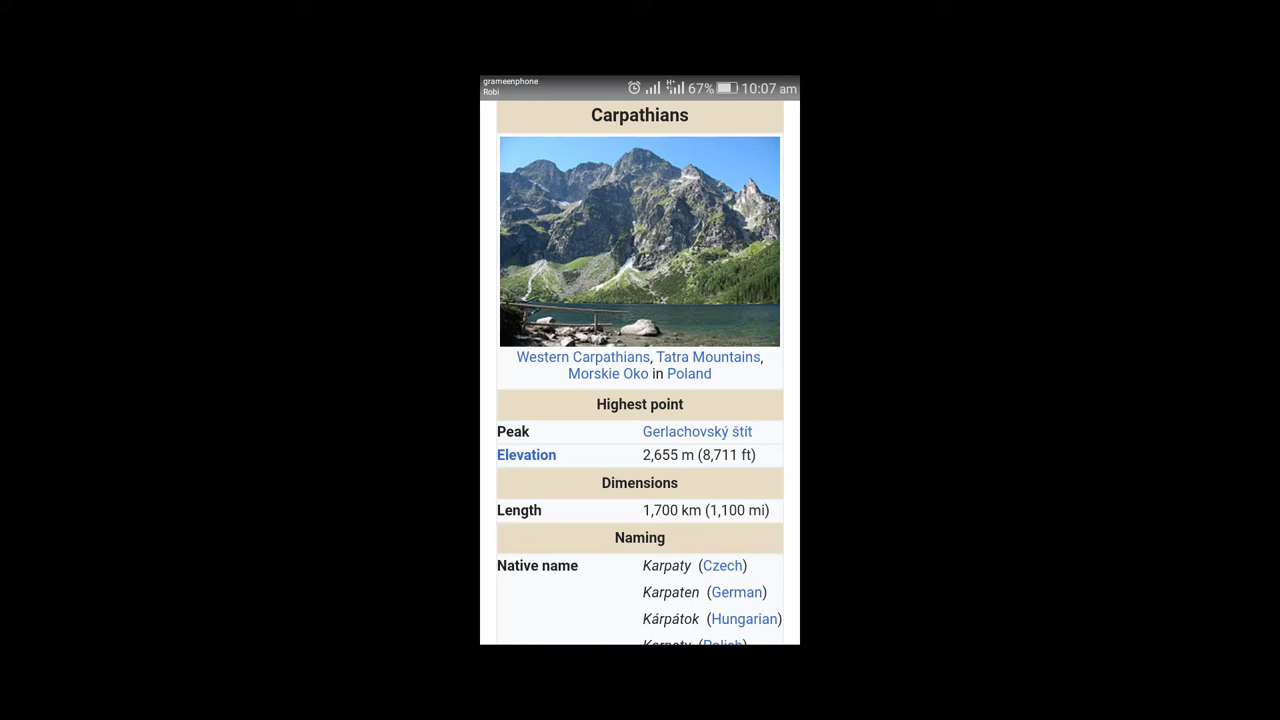 grameenphone
Robi
H+
67%
10:07 am
Carpathians
Western Carpathians, Tatra Mountains,
Morskie Oko in Poland
Highest point
Peak Gerlachovský štít
Elevation 2,655 m (8,711 ft)
Dimensions
Length 1,700 km (1,100 mi)
Naming
Native name Karpaty (Czech)
Karpaten (German)
Kárpátok (Hungarian)
Karpaty (Polish)